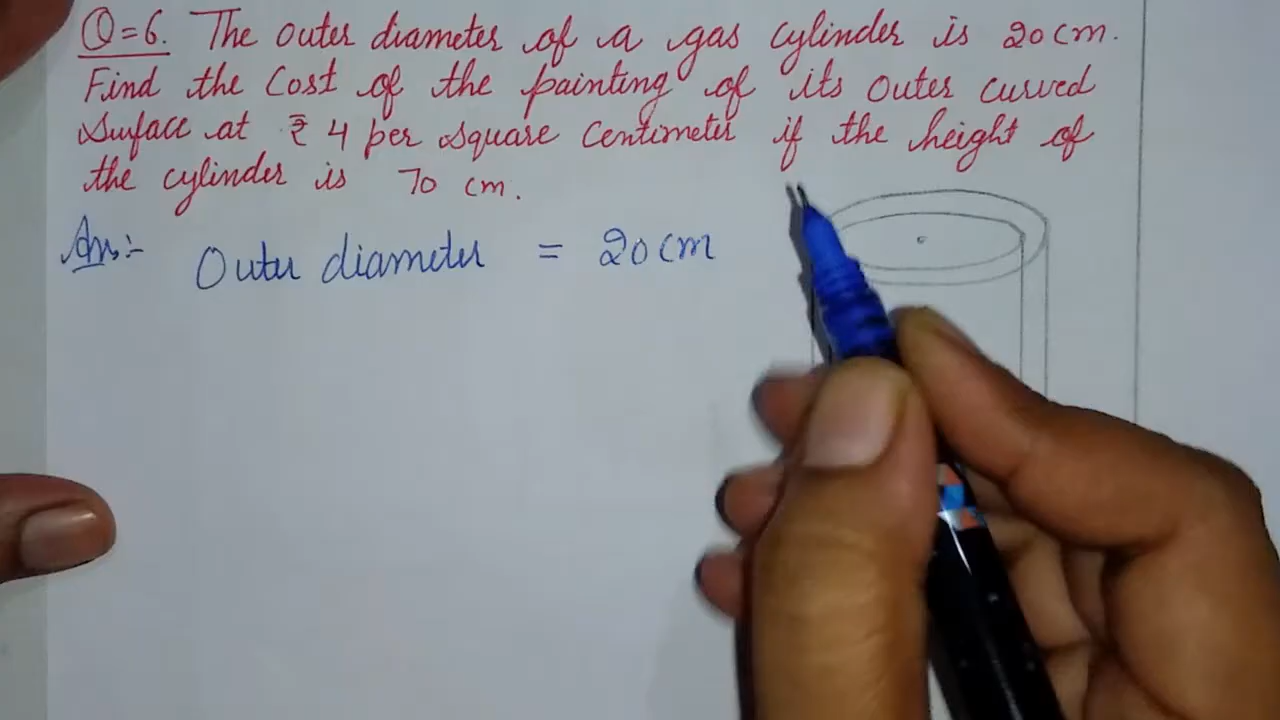 Q=6. The outer diameter of a gas cylinder is 20 cm.
Find the Cost of the painting of its outer curved
Surface at ₹ 4 per square Centimeter if the height of
the cylinder is 70 cm.
Ans:- Outer diameter = 20 cm